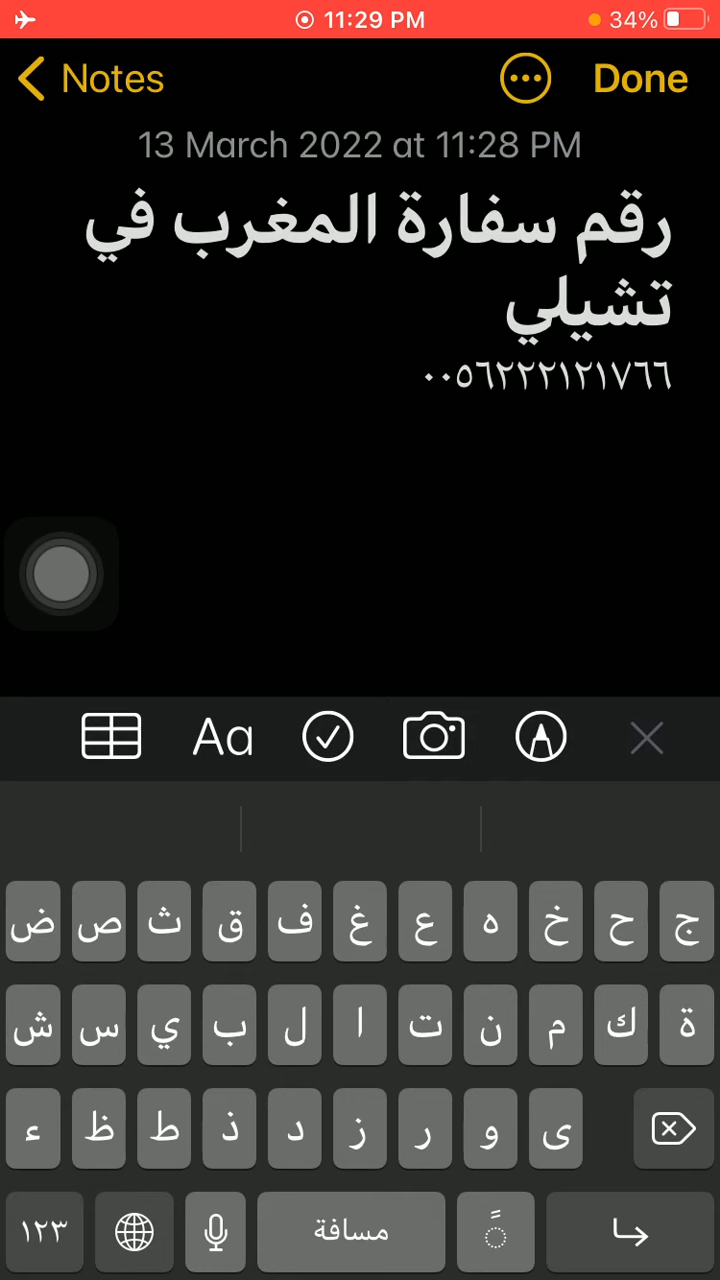 11:29 PM
34%
Notes
Done
13 March 2022 at 11:28 PM
رقم سفارة المغرب في
تشيلي
٠٠٥٦٢٢٢١٢١٧٦٦
Aa
ض ص ث ق ف غ ع ه خ ح ج
ش س ي ب ل ا ت ن م ك ة
ء ظ ط ذ د ز ر و ى
١٢٣
مسافة